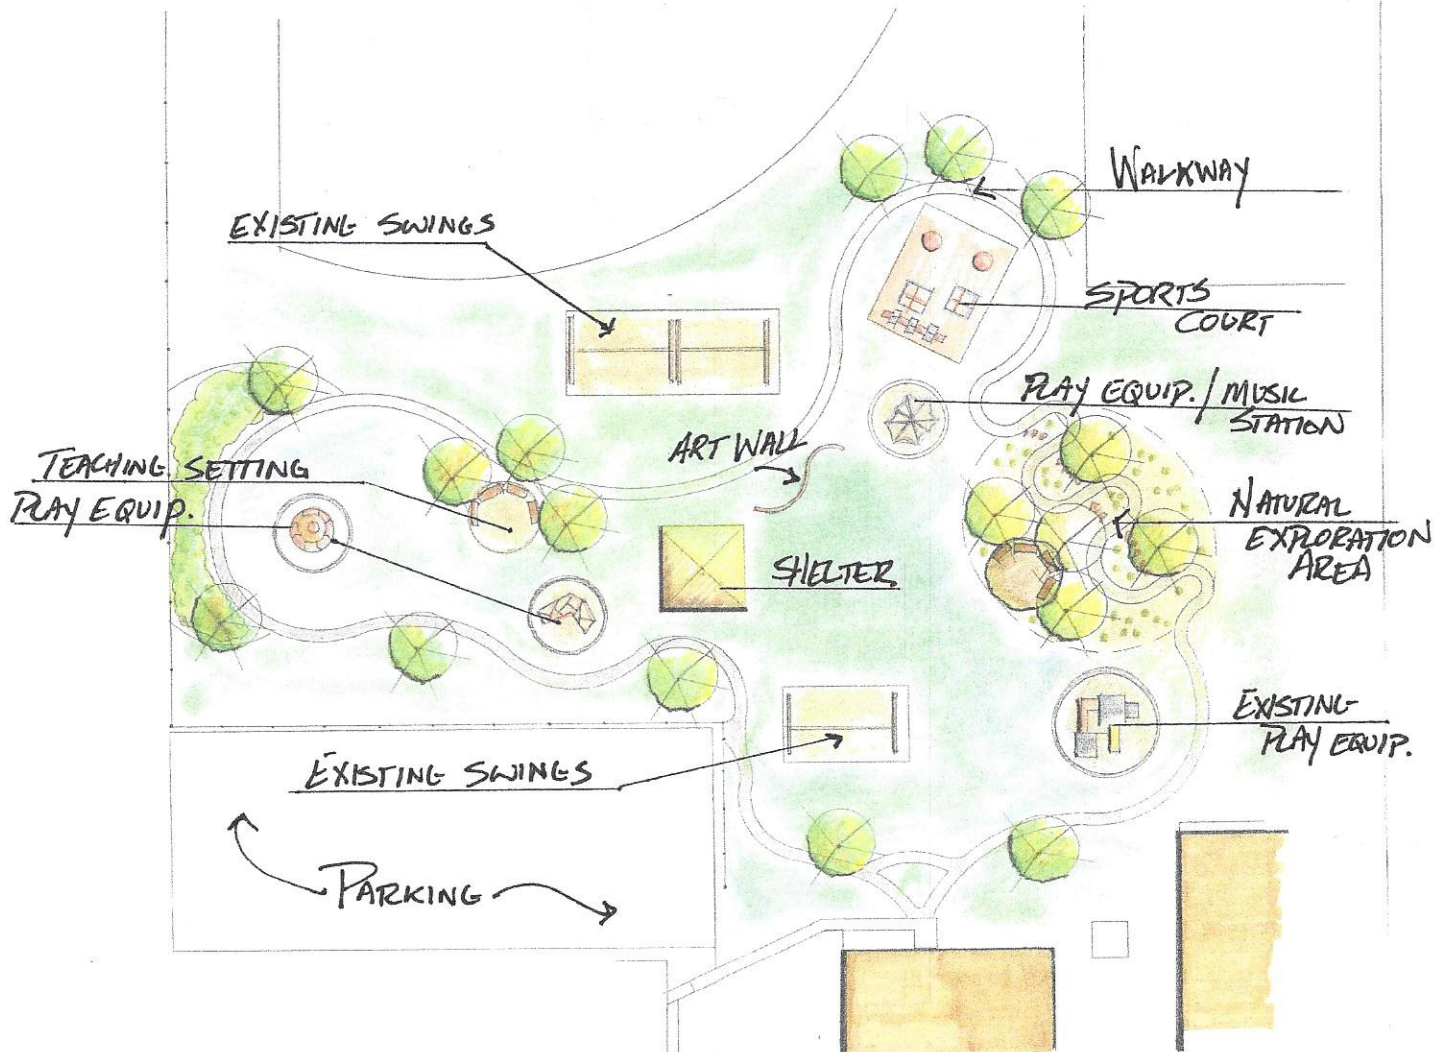 WALKWAY
EXISTING SWINGS
SPORTS
COURT
PLAY EQUIP./MUSIC
STATION
ART WALL
TEACHING SETTING
PLAY EQUIP.
NATURAL
EXPLORATION
AREA
SHELTER
EXISTING
PLAY EQUIP.
EXISTING SWINGS
PARKING